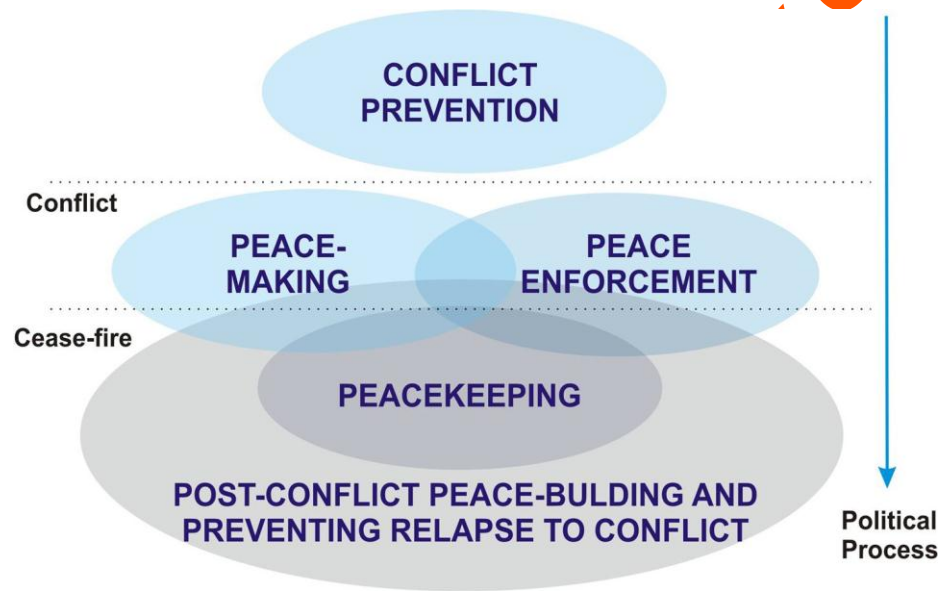 CONFLICT
PREVENTION
Conflict
PEACE-
MAKING
PEACE
ENFORCEMENT
Cease-fire
PEACEKEEPING
POST-CONFLICT PEACE-BULDING AND
PREVENTING RELAPSE TO CONFLICT
Political
Process